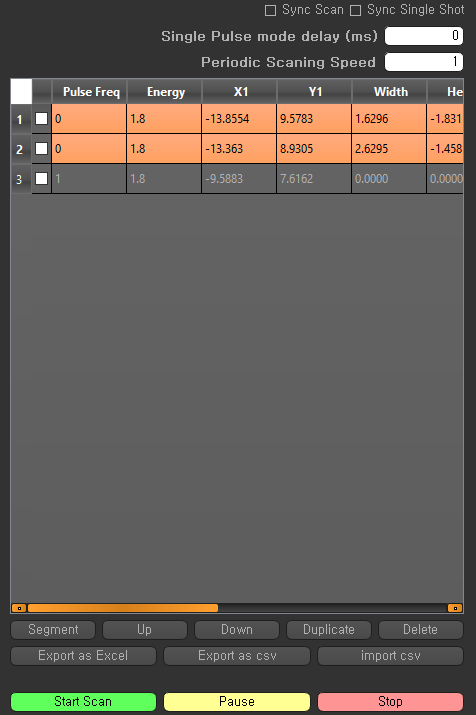 Sync Scan Sync Single Shot
Single Pulse mode delay (ms) 0
Periodic Scaning Speed 1
Pulse Freq Energy X1 Y1 Width He
1 0 1.8 -13.8554 9.5783 1.6296 -1.831
2 0 1.8 -13.363 8.9305 2.6295 -1.458
3 1 1.8 -9.5883 7.6162 0.0000 0.0000
Segment Up Down Duplicate Delete
Export as Excel Export as csv import csv
Start Scan Pause Stop